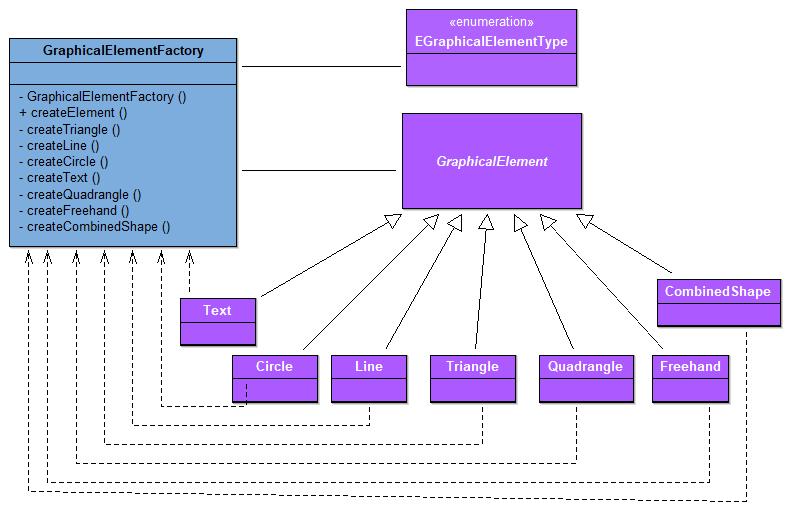 GraphicalElementFactory
- GraphicalElementFactory ()
+ createElement ()
- createTriangle ()
- createLine ()
- createCircle ()
- createText ()
- createQuadrangle ()
- createFreehand ()
- createCombinedShape ()
«enumeration»
EGraphicalElementType
GraphicalElement
Text
CombinedShape
Circle
Line
Triangle
Quadrangle
Freehand